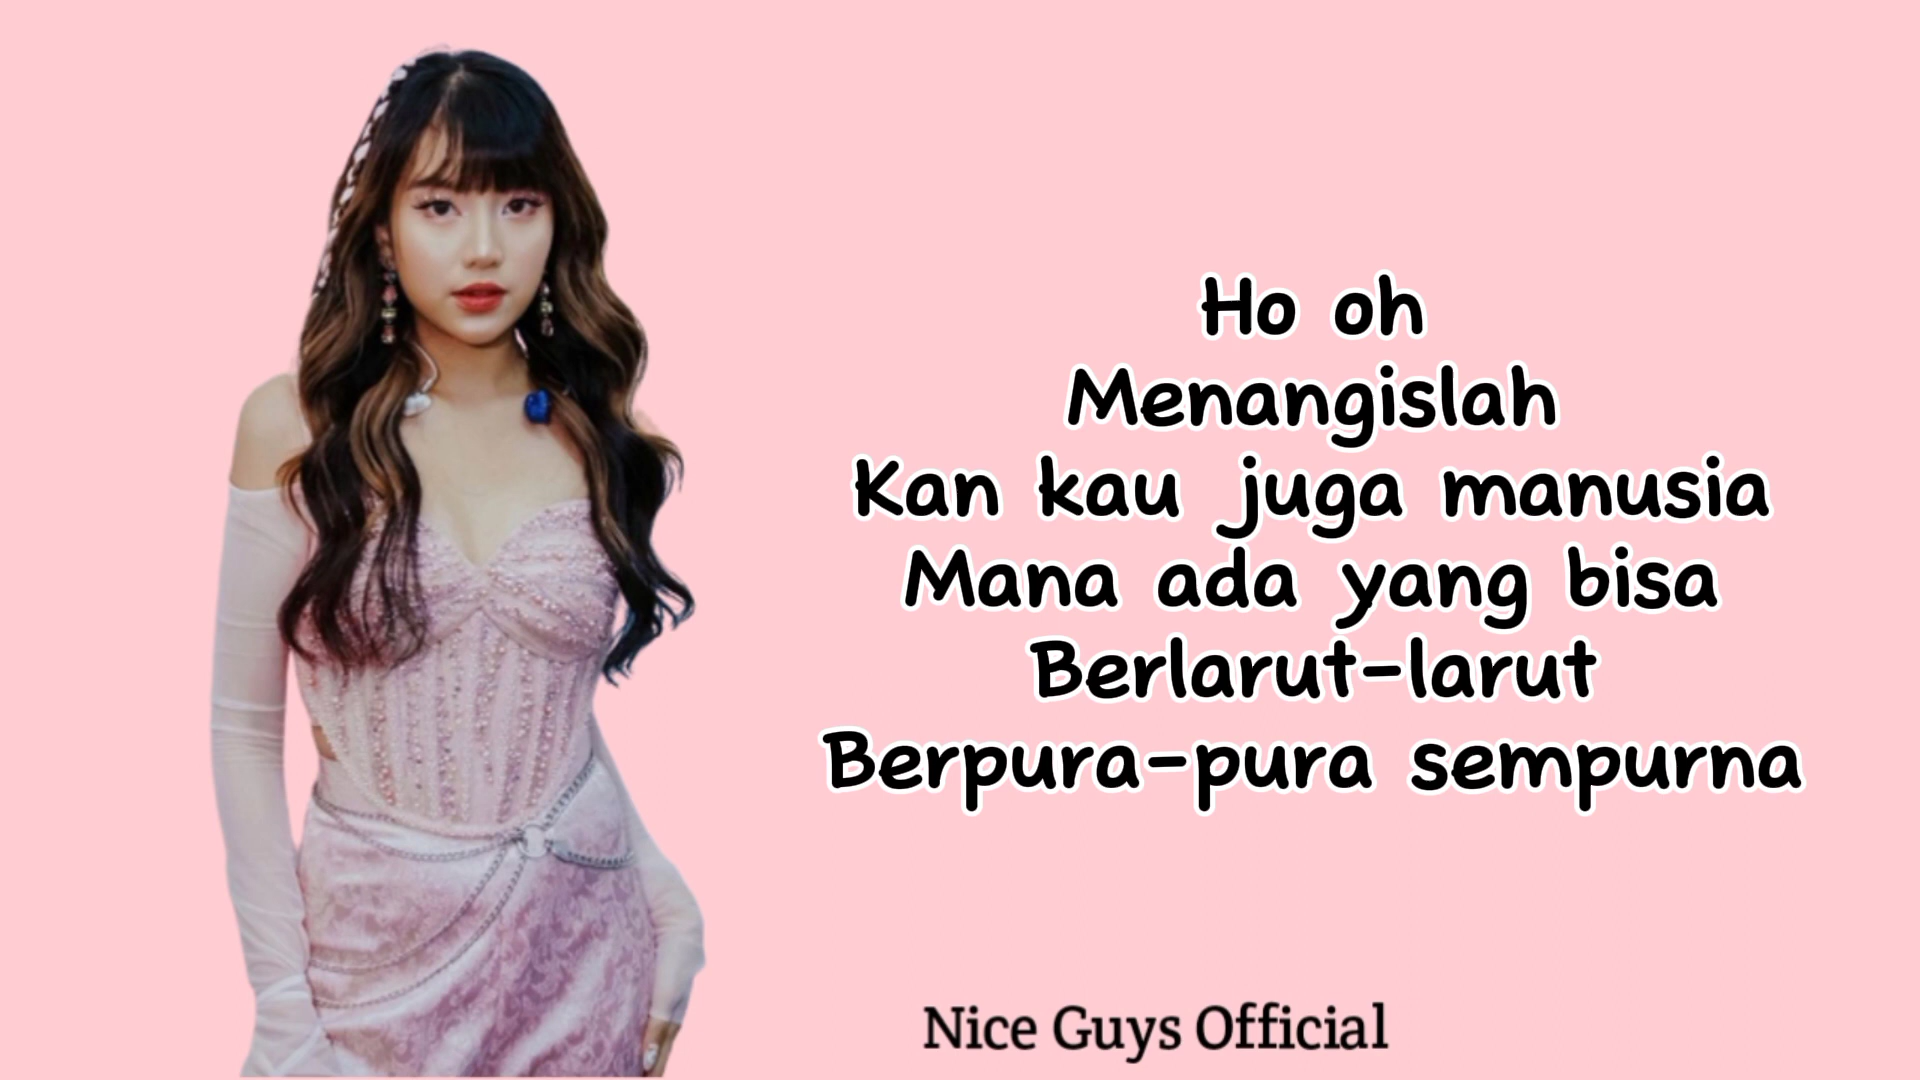 Ho oh
Menangislah
Kan kau juga manusia
Mana ada yang bisa
Berlarut-larut
Berpura-pura sempurna
Nice Guys Official